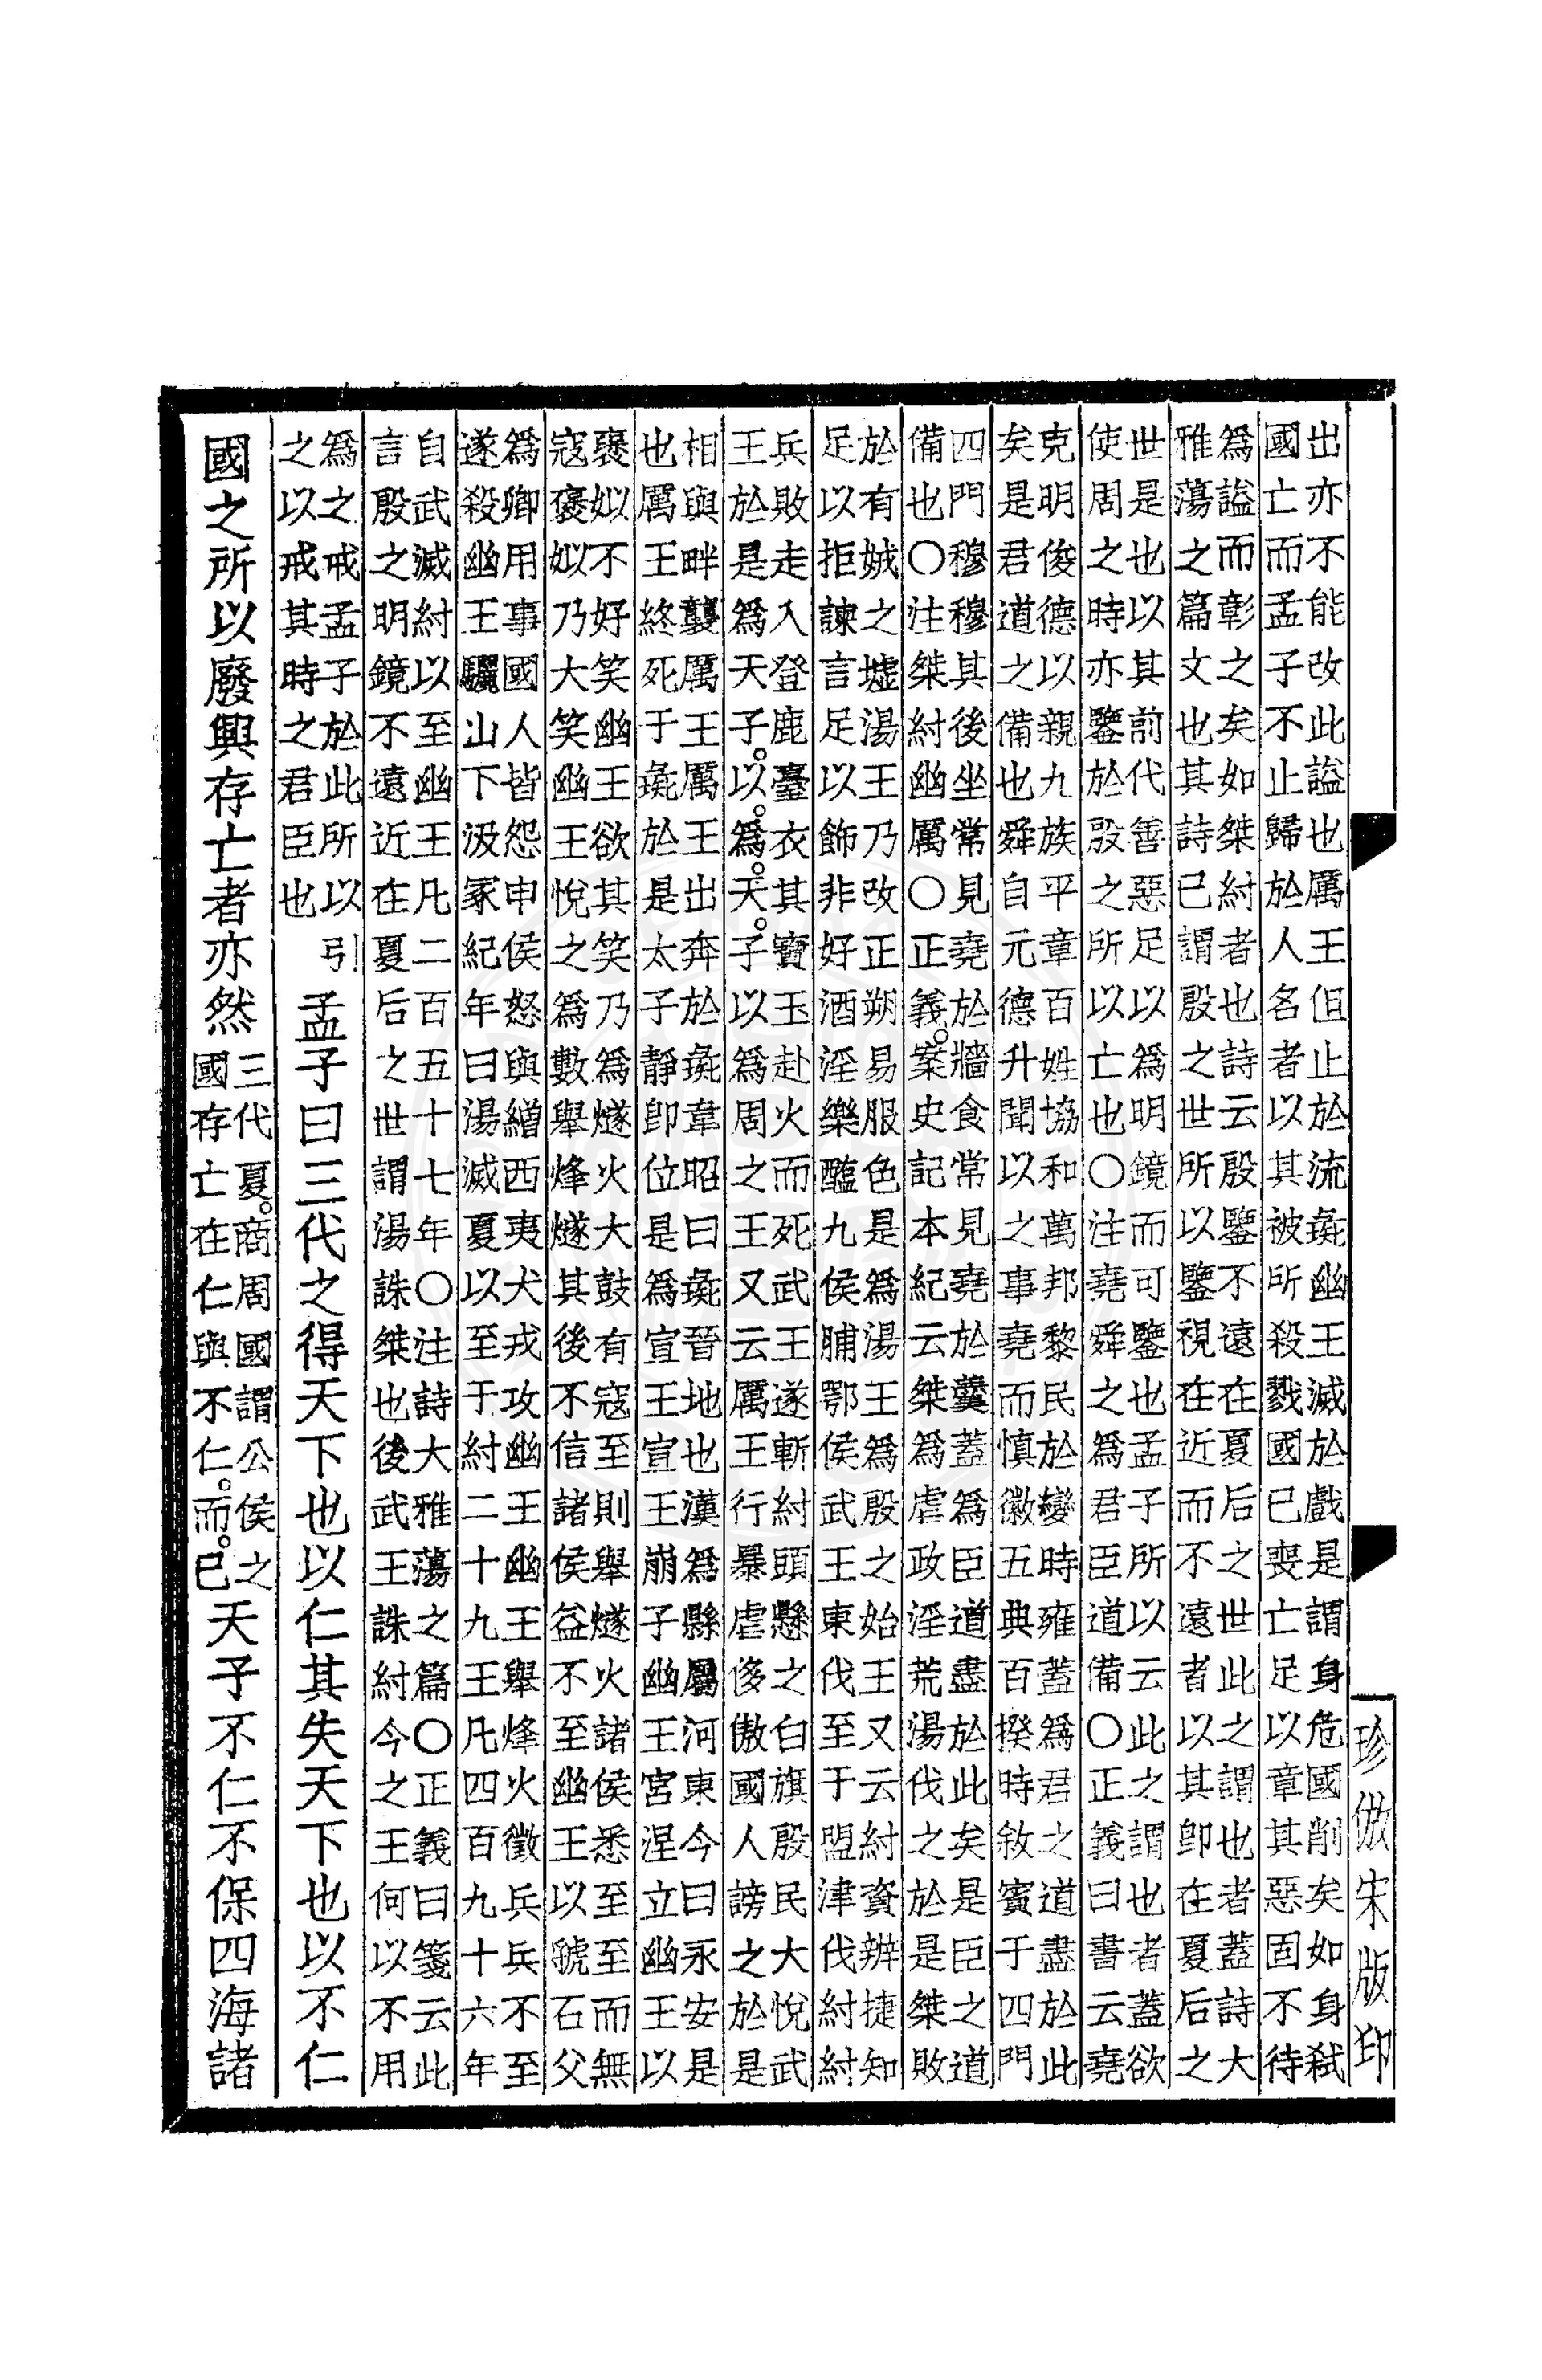 珍倣宋版印
出亦不能改此謚也厲王但止於流彘幽王滅於戲是謂身危國削矣如身弑
國亡而孟子不止歸於人名者以其被所殺戮國已喪亡足以章其惡固不待
爲謚而彰之矣如桀紂者也詩云殷鑒不遠在夏后之世此之謂也者蓋詩大
雅蕩之篇文也其詩已謂殷之世所以鑒視在近而不遠者以其卽在夏后之
世是也以其前代善惡足以爲明鏡而可鑒也孟子所以云此之謂也者蓋欲
使周之時亦鑒於殷之所以亡也〇注堯舜之爲君臣道備〇正義曰書云堯
克明俊德以親九族平章百姓協和萬邦黎民於變時雍蓋爲君之道盡於此
矣是君道之備也舜自元德升聞以之事堯而愼徽五典百揆時敘賓于四門
四門穆穆其後坐常見堯於牆食常見堯於羹蓋爲臣道盡於此矣是臣之道
備也〇注桀紂幽厲〇正義案史記本紀云桀爲虐政淫荒湯伐之於是桀敗
於有娀之墟湯王乃改正朔易服色是爲湯王爲殷之始王又云紂資辨捷知
足以拒諫言足以飾非好酒淫樂醢九侯脯鄂侯武王東伐至于盟津伐紂紂
兵敗走入登鹿臺衣其寶玉赴火而死武王遂斬紂頭懸之白旗殷民大悅武
王於是爲天子以爲天子以爲周之王又云厲王行暴虐侈傲國人謗之於是
相與畔襲厲王厲王出奔於彘韋昭曰彘晉地也漢爲縣屬河東今曰永安是
也厲王終死于彘於是太子靜卽位是爲宣王宣王崩子幽王宮涅立幽王以
襃姒不好笑幽王欲其笑乃爲燧火大鼓有寇至則舉燧火諸侯悉至至而無
寇褒姒乃大笑幽王悅之爲數舉烽燧其後不信諸侯益不至幽王以虢石父
爲卿用事國人皆怨申侯怒與繒西夷犬戎攻幽王幽王舉烽火徵兵兵不至
遂殺幽王驪山下汲冢紀年曰湯滅夏以至于紂二十九王凡四百九十六年
自武滅紂以至幽王凡二百五十七年〇注詩大雅蕩之篇〇正義曰箋云此
言殷之明鏡不遠近在夏后之世謂湯誅桀也後武王誅紂今之王何以不用
爲之戒孟子於此所以引
之以戒其時之君臣也
孟子曰三代之得天下也以仁其失天下也以不仁
國之所以廢興存亡者亦然
三代夏商周國謂公侯之
國存亡在仁與不仁而已
天子不仁不保四海諸